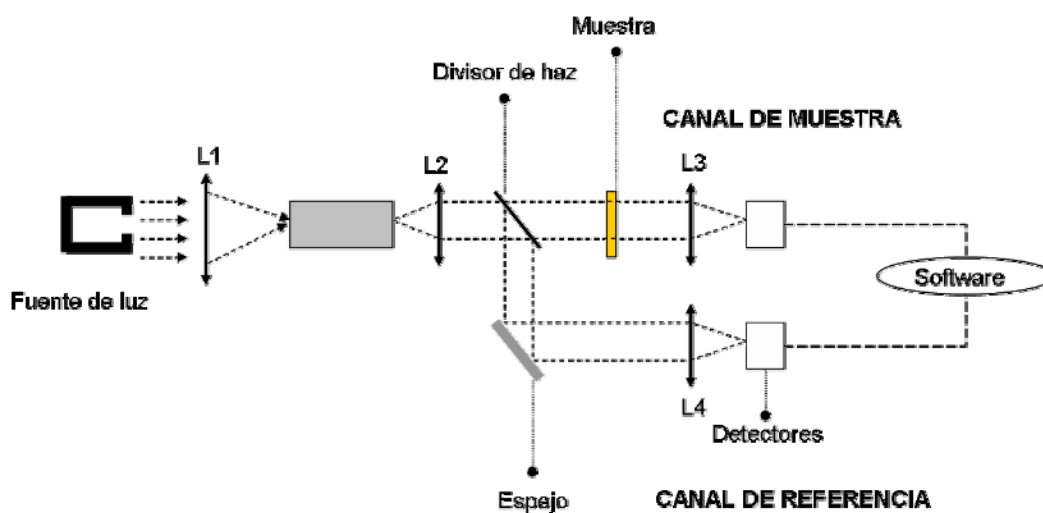 Muestra
Divisor de haz
CANAL DE MUESTRA
L1
L2
L3
Fuente de luz
Software
L4
Detectores
Espejo
CANAL DE REFERENCIA